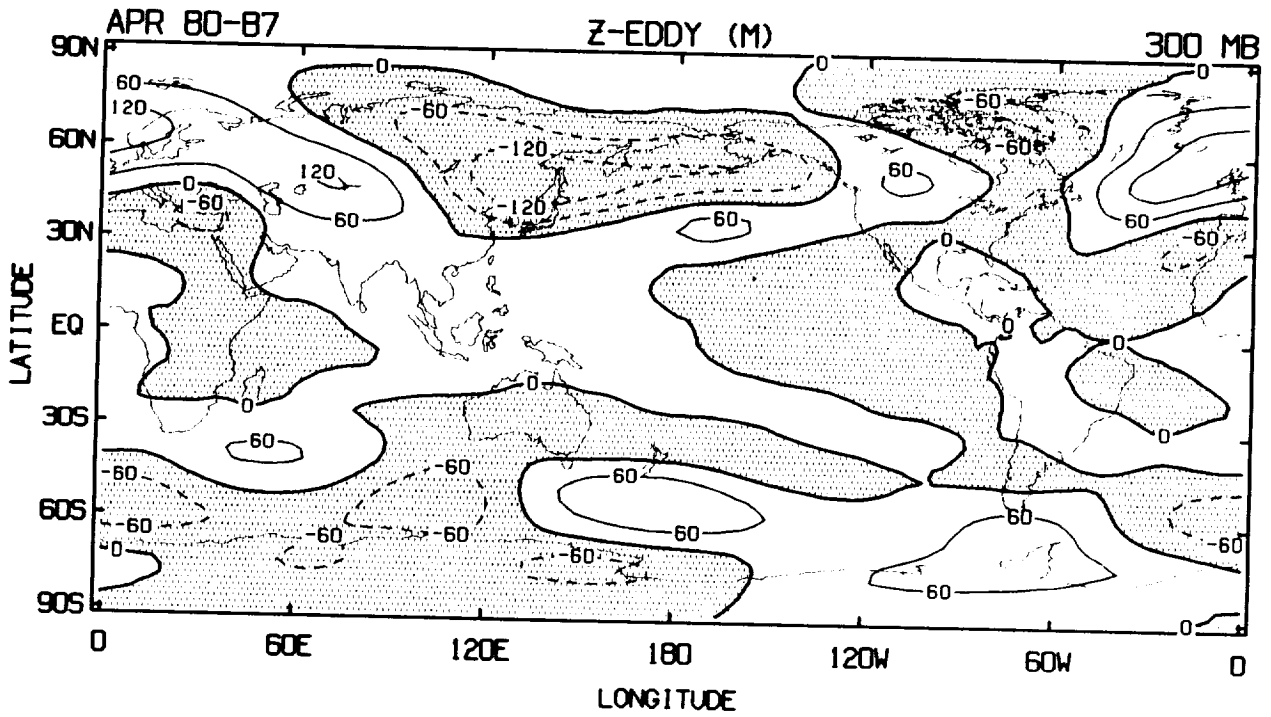 APR 80-87 Z-EDDY (M) 300 MB
90N 0 0 0
60 -60 -60
120
60N -120 -60
120 60
0 -60 60 -120 60 60
30N -60
0
EQ 0 0
LATITUDE
0 0
30S 0
60 -60 60
-60
60S -60 -60 60 60 -60
0 -60 -60
60
90S 0
0 60E 120E 180 120W 60W 0
LONGITUDE